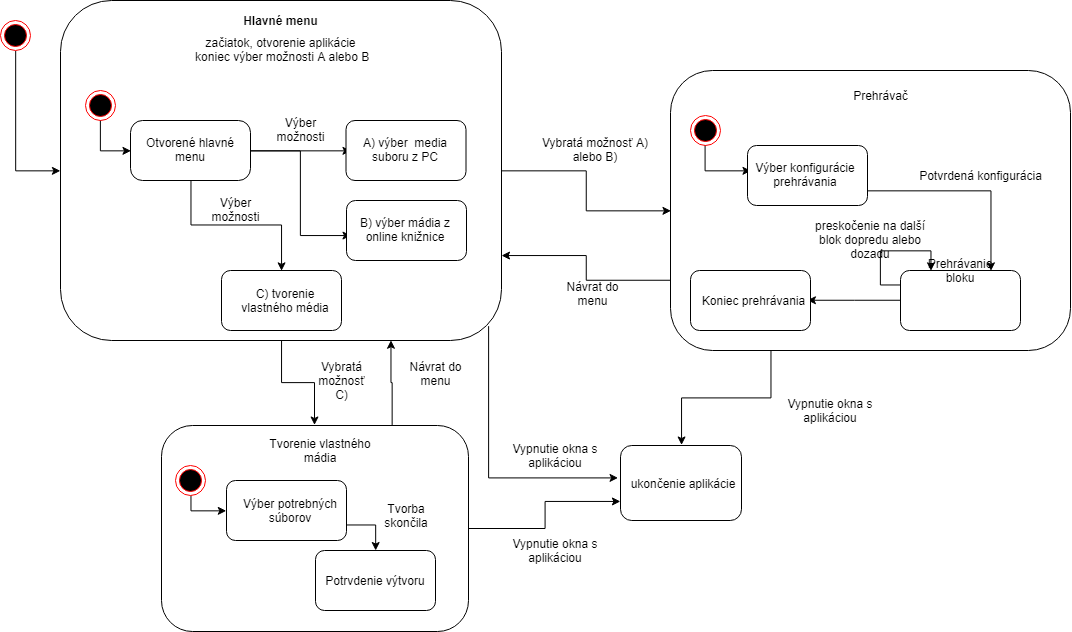 Hlavné menu
začiatok, otvorenie aplikácie
koniec výber možnosti A alebo B
Otvorené hlavné
menu
Výber
možnosti
A) výber media
suboru z PC
B) výber mádia z
online knižnice
Výber
možnosti
C) tvorenie
vlastného média
Vybratá možnosť A)
alebo B)
Návrat do
menu
Prehrávač
Výber konfigurácie
prehrávania
Potvrdená konfigurácia
preskočenie na další
blok dopredu alebo
dozadu
Prehrávanie
bloku
Koniec prehrávania
Vybratá
možnosť
C)
Návrat do
menu
Tvorenie vlastného
mádia
Výber potrebných
súborov
Tvorba
skončila
Potrvdenie výtvoru
Vypnutie okna s
aplikáciou
Vypnutie okna s
aplikáciou
Vypnutie okna s
aplikáciou
ukončenie aplikácie